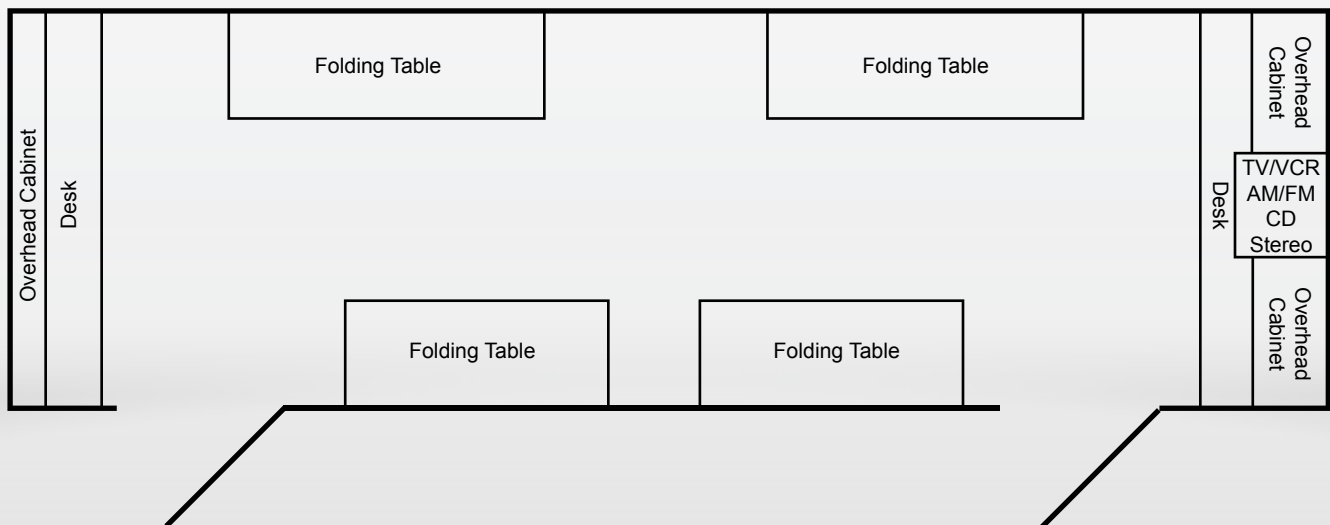 Folding Table
Folding Table
Overhead
Cabinet
Overhead Cabinet
Desk
Desk
TV/VCR
AM/FM
CD
Stereo
Overhead
Cabinet
Folding Table
Folding Table